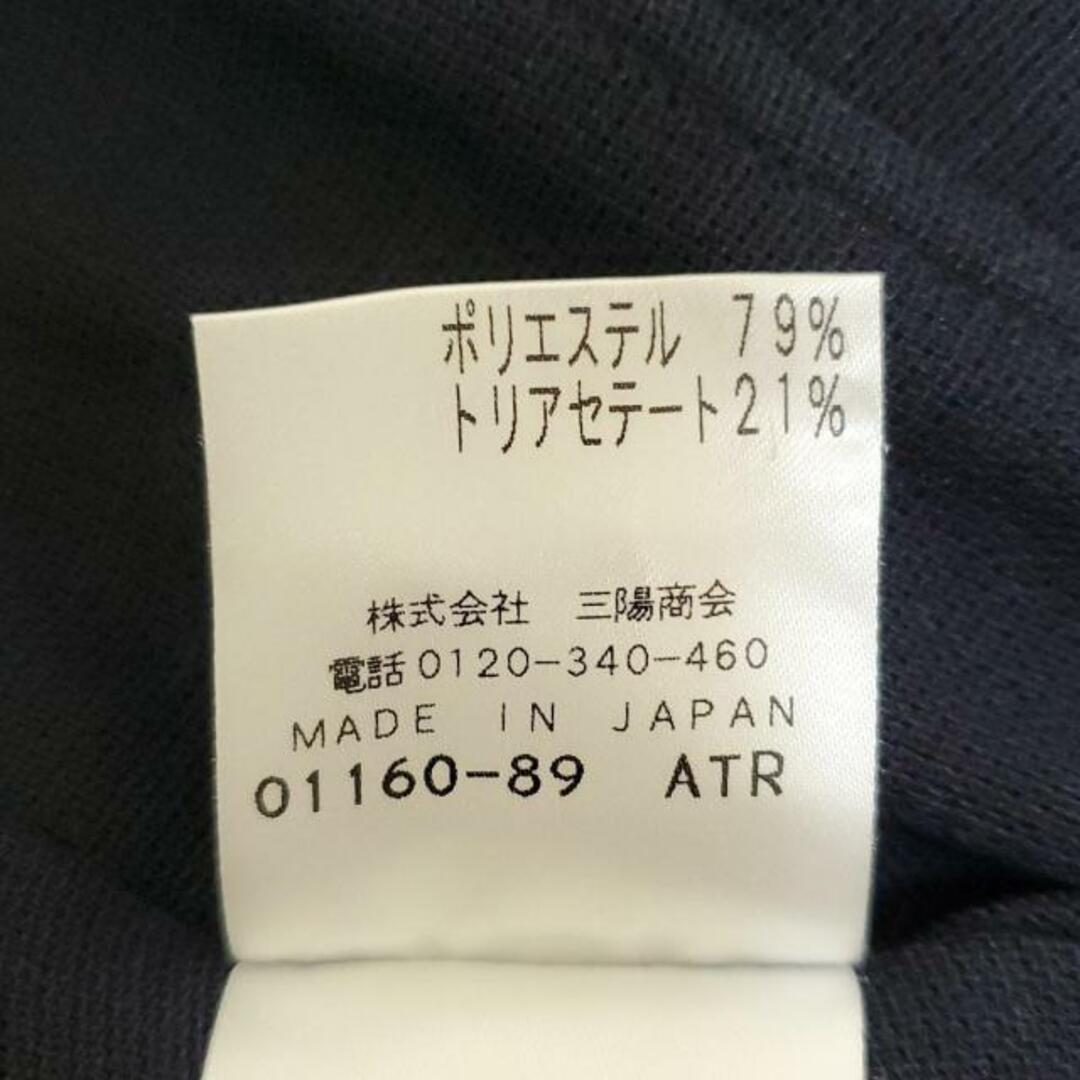 ポリエステル 79%
トリアセテート21%
株式会社 三陽商会
電話0120-340-460
MADE IN JAPAN
01160-89 ATR